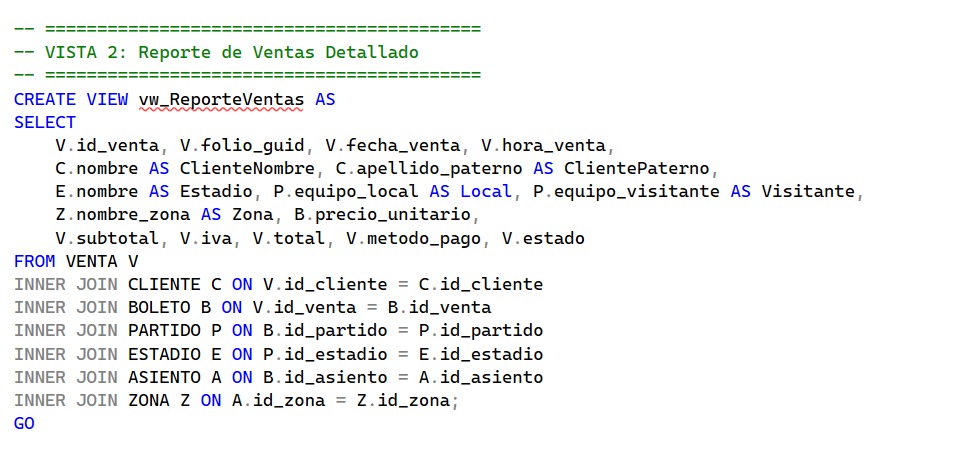 -- ==========================================
-- VISTA 2: Reporte de Ventas Detallado
-- ==========================================
CREATE VIEW vw_ReporteVentas AS
SELECT
    V.id_venta, V.folio_guid, V.fecha_venta, V.hora_venta,
    C.nombre AS ClienteNombre, C.apellido_paterno AS ClientePaterno,
    E.nombre AS Estadio, P.equipo_local AS Local, P.equipo_visitante AS Visitante,
    Z.nombre_zona AS Zona, B.precio_unitario,
    V.subtotal, V.iva, V.total, V.metodo_pago, V.estado
FROM VENTA V
INNER JOIN CLIENTE C ON V.id_cliente = C.id_cliente
INNER JOIN BOLETO B ON V.id_venta = B.id_venta
INNER JOIN PARTIDO P ON B.id_partido = P.id_partido
INNER JOIN ESTADIO E ON P.id_estadio = E.id_estadio
INNER JOIN ASIENTO A ON B.id_asiento = A.id_asiento
INNER JOIN ZONA Z ON A.id_zona = Z.id_zona;
GO